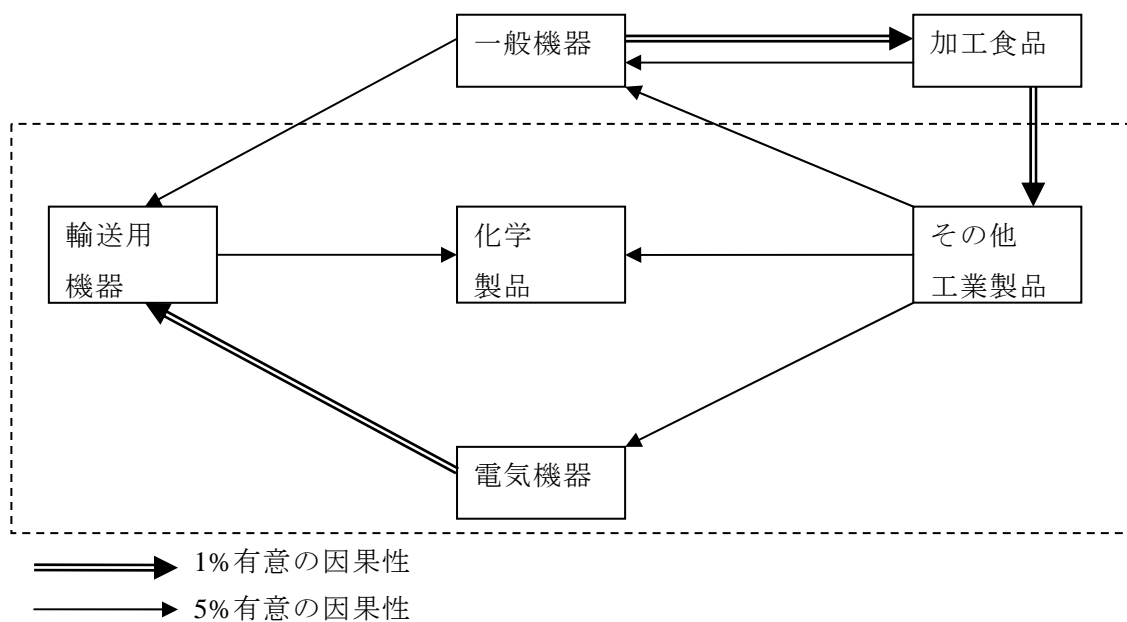 一般機器
加工食品
輸送用
機器
化学
製品
その他
工業製品
電気機器
1%有意の因果性
5%有意の因果性